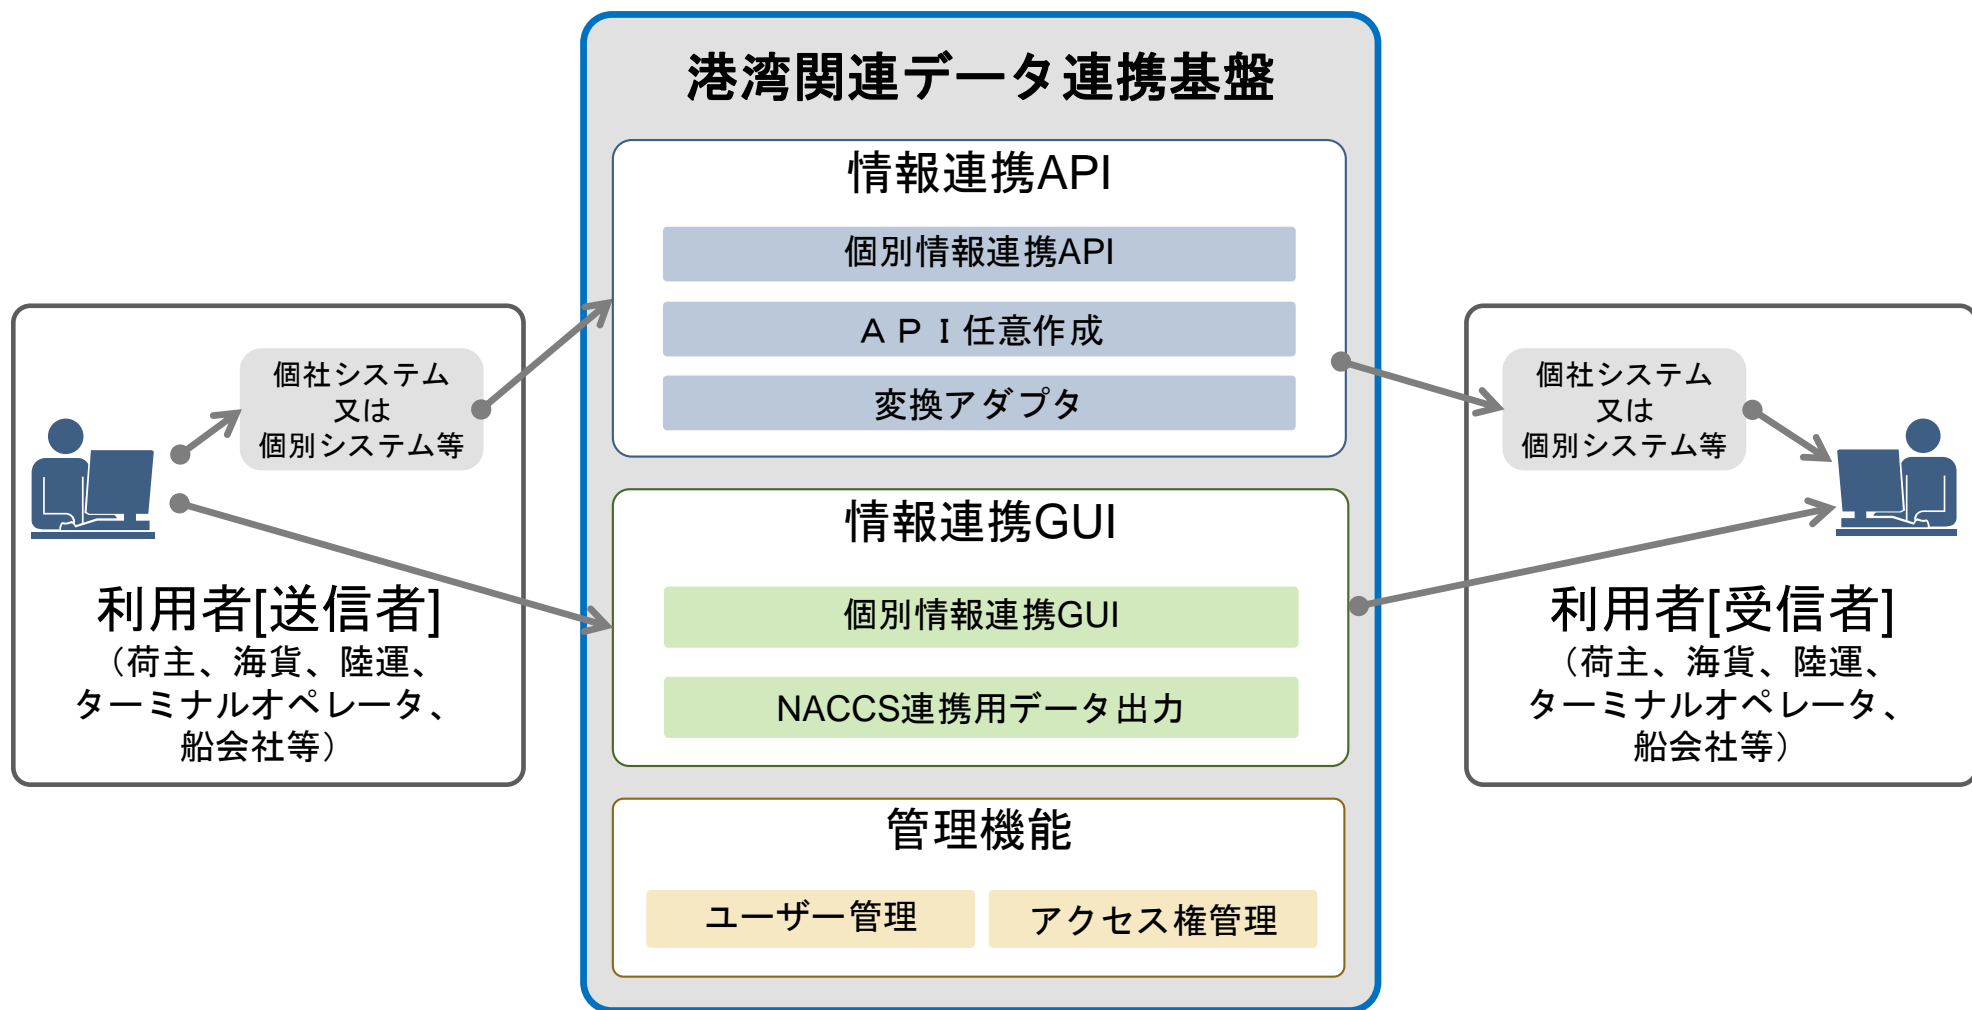 港湾関連データ連携基盤
情報連携API
個別情報連携API
ＡＰＩ任意作成
変換アダプタ
情報連携GUI
個別情報連携GUI
NACCS連携用データ出力
管理機能
ユーザー管理
アクセス権管理
個社システム
又は
個別システム等
利用者[送信者]
（荷主、海貨、陸運、
ターミナルオペレータ、
船会社等）
個社システム
又は
個別システム等
利用者[受信者]
（荷主、海貨、陸運、
ターミナルオペレータ、
船会社等）